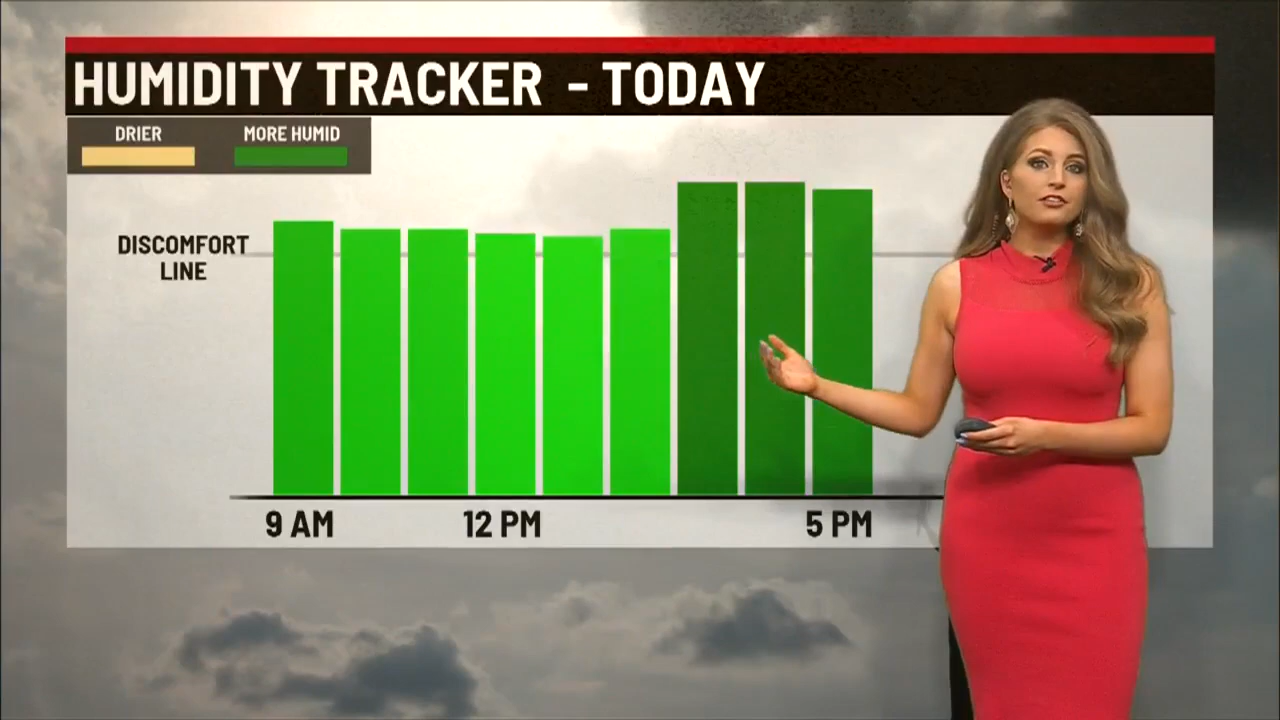 HUMIDITY TRACKER - TODAY
DRIER
MORE HUMID
DISCOMFORT
LINE
9 AM
12 PM
5 PM